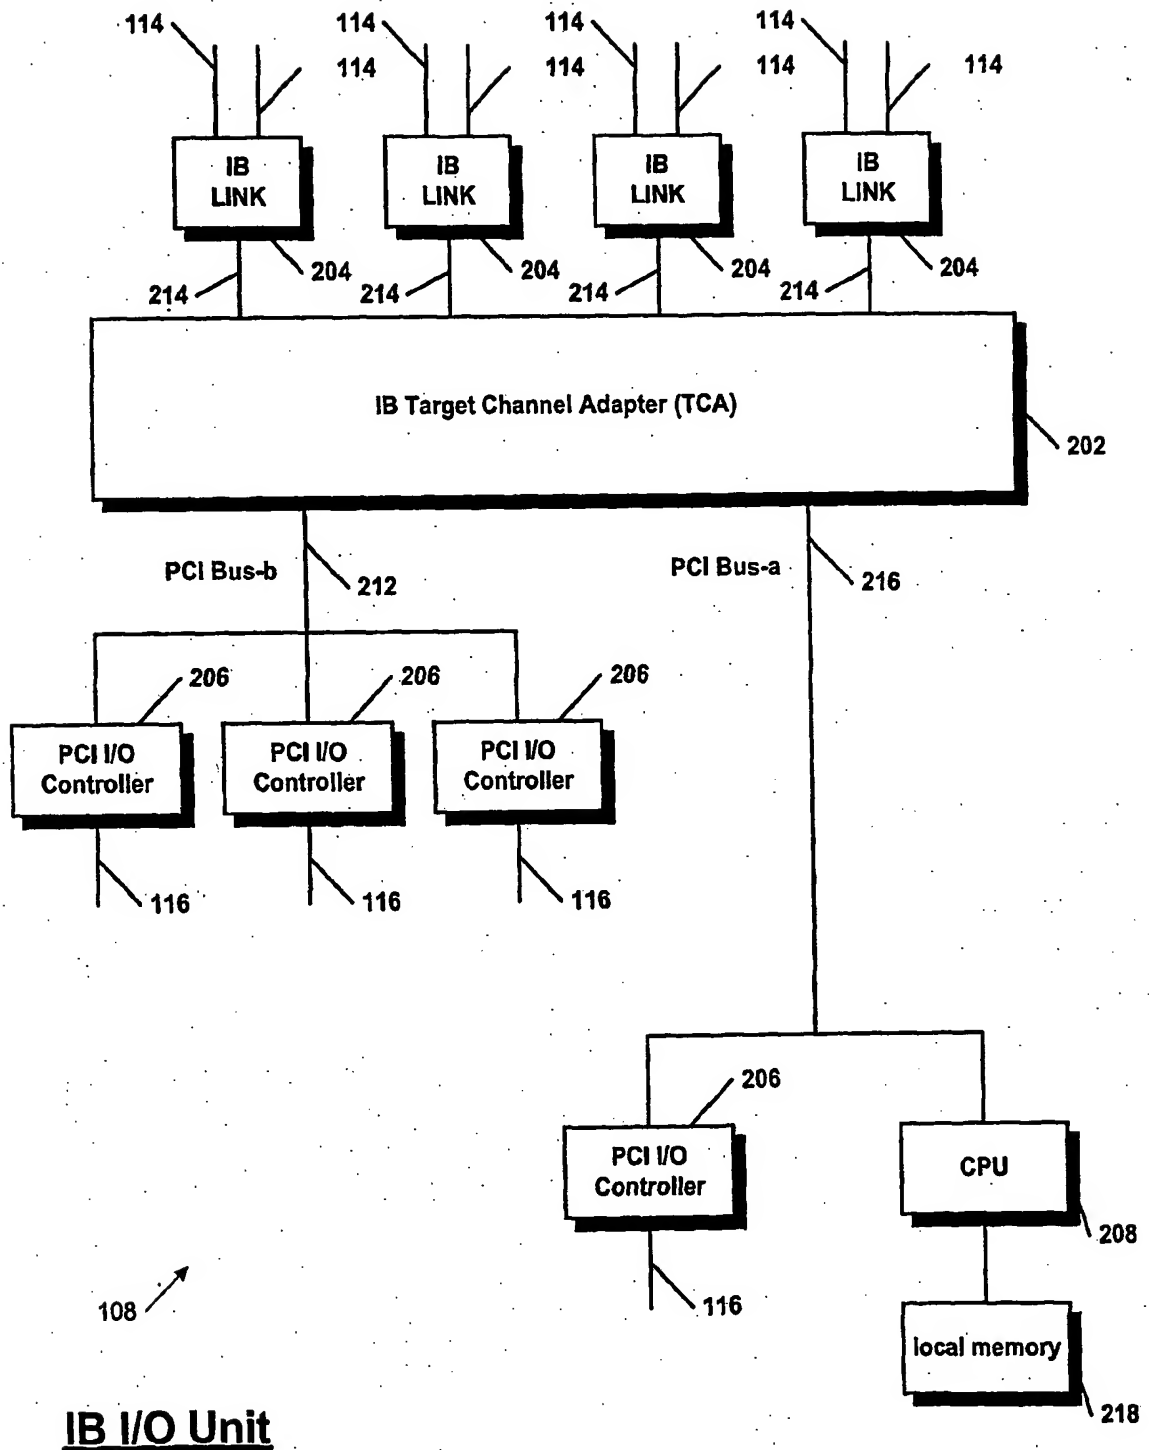 114 114 114 114
114 114 114 114
IB LINK
IB LINK
IB LINK
IB LINK
204 204 204 204
214 214 214 214
IB Target Channel Adapter (TCA)
202
PCI Bus-b
212
PCI Bus-a
216
206 206 206
PCI I/O Controller
PCI I/O Controller
PCI I/O Controller
116 116 116
206
PCI I/O
Controller
CPU
208
116
108
local memory
218
IB I/O Unit